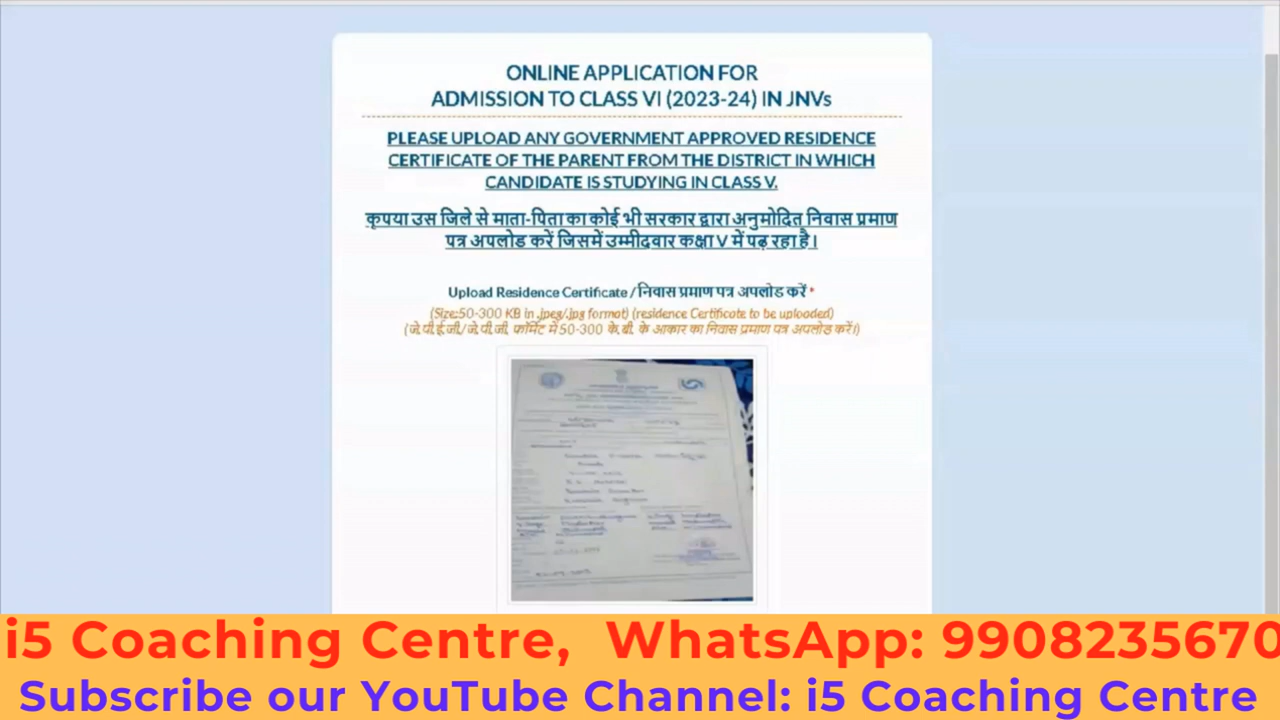 ONLINE APPLICATION FOR
ADMISSION TO CLASS VI (2023-24) IN JNVs
PLEASE UPLOAD ANY GOVERNMENT APPROVED RESIDENCE
CERTIFICATE OF THE PARENT FROM THE DISTRICT IN WHICH
CANDIDATE IS STUDYING IN CLASS V.
कृपया उस जिले से माता-पिता का कोई भी सरकार द्वारा अनुमोदित निवास प्रमाण
पत्र अपलोड करें जिसमें उम्मीदवार कक्षा V में पढ़ रहा है।
Upload Residence Certificate / निवास प्रमाण पत्र अपलोड करें *
(Size:50-300 KB in .jpeg/.jpg format) (residence Certificate to be uploaded)
(जे.पी.ई.जी./जे.पी.जी. फॉर्मेट में 50-300 के.बी. के आकार का निवास प्रमाण पत्र अपलोड करें।)
i5 Coaching Centre, WhatsApp: 9908235670
Subscribe our YouTube Channel: i5 Coaching Centre